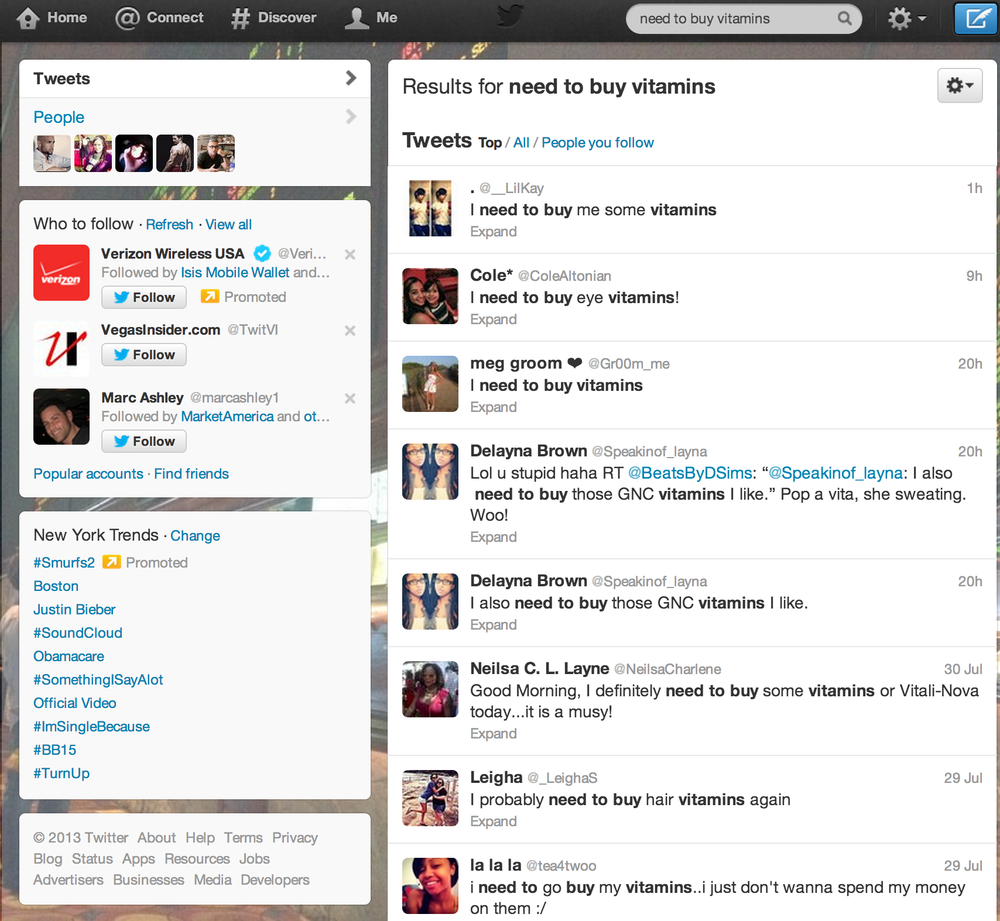 Home
Connect
Discover
Me
need to buy vitamins
Tweets
People
Who to follow · Refresh · View all
verizon
Verizon Wireless USA @Veri...
Followed by Isis Mobile Wallet and...
Follow
Promoted
VegasInsider.com @TwitVI
Follow
Marc Ashley @marcashley1
Followed by MarketAmerica and ot...
Follow
Popular accounts · Find friends
New York Trends · Change
#Smurfs2 Promoted
Boston
Justin Bieber
#SoundCloud
Obamacare
#SomethingISayAlot
Official Video
#ImSingleBecause
#BB15
#TurnUp
© 2013 Twitter About Help Terms Privacy
Blog Status Apps Resources Jobs
Advertisers Businesses Media Developers
Results for need to buy vitamins
Tweets Top / All / People you follow
. @__LilKay 1h
I need to buy me some vitamins
Expand
Cole* @ColeAltonian 9h
I need to buy eye vitamins!
Expand
meg groom ❤ @Gr00m_me 20h
I need to buy vitamins
Expand
Delayna Brown @Speakinof_layna 20h
Lol u stupid haha RT @BeatsByDSims: “@Speakinof_layna: I also
need to buy those GNC vitamins I like.” Pop a vita, she sweating.
Woo!
Expand
Delayna Brown @Speakinof_layna 20h
I also need to buy those GNC vitamins I like.
Expand
Neilsa C. L. Layne @NeilsaCharlene 30 Jul
Good Morning, I definitely need to buy some vitamins or Vitali-Nova
today...it is a musy!
Expand
Leigha @_LeighaS 29 Jul
I probably need to buy hair vitamins again
Expand
la la la @tea4twoo 29 Jul
i need to go buy my vitamins..i just don't wanna spend my money
on them :/